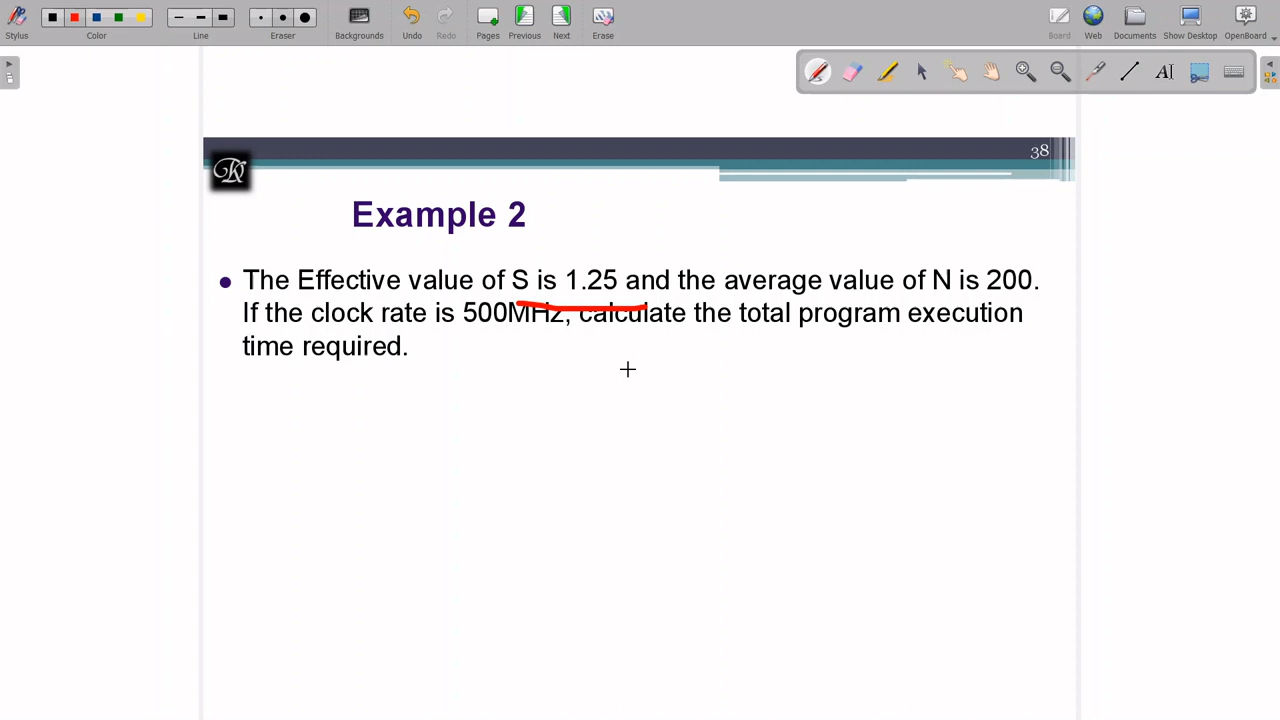 Stylus
Color
Line
Eraser
Backgrounds
Undo
Redo
Pages
Previous
Next
Erase
Board
Web
Documents
Show Desktop
OpenBoard
AI
38
Example 2
• The Effective value of S is 1.25 and the average value of N is 200.
If the clock rate is 500MHz, calculate the total program execution
time required.